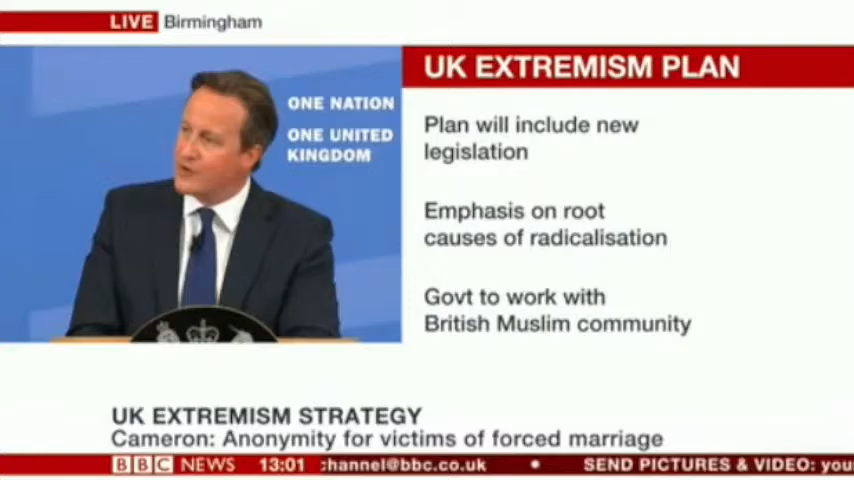 LIVE Birmingham
ONE NATION
ONE UNITED
KINGDOM
UK EXTREMISM PLAN
Plan will include new
legislation
Emphasis on root
causes of radicalisation
Govt to work with
British Muslim community
UK EXTREMISM STRATEGY
Cameron: Anonymity for victims of forced marriage
BBC NEWS 13:01 :hannel@bbc.co.uk • SEND PICTURES & VIDEO: you